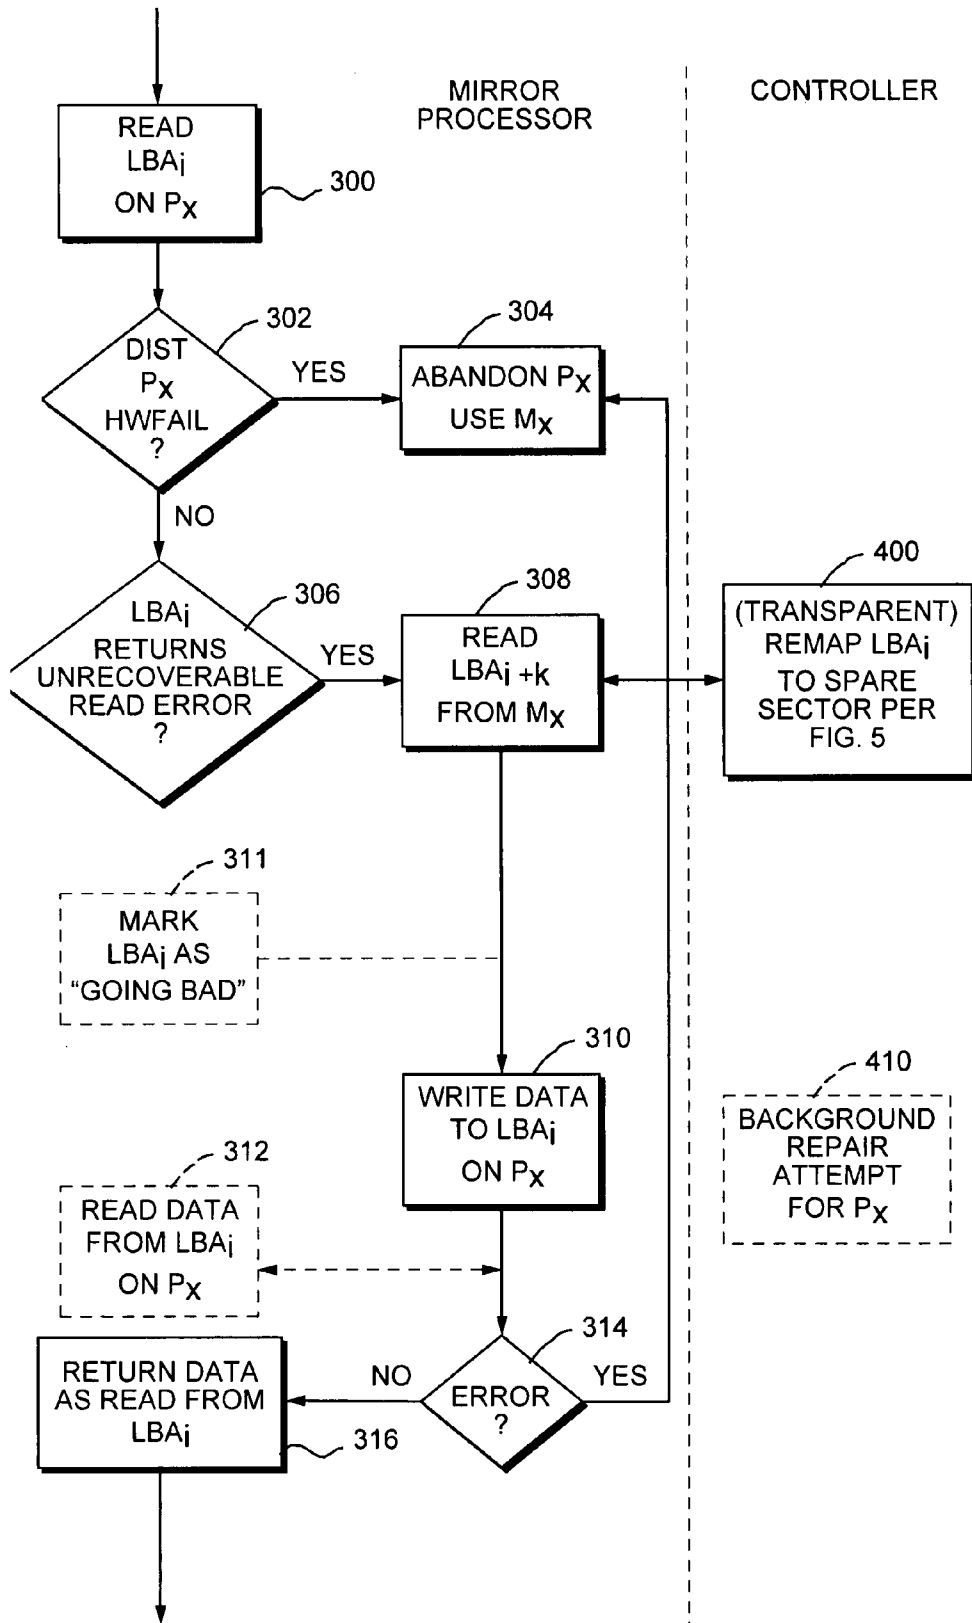 MIRROR
PROCESSOR
CONTROLLER
READ
LBAi
ON PX
300
302
DIST
PX
HWFAIL
?
YES
304
ABANDON PX
USE MX
NO
306
LBAi
RETURNS
UNRECOVERABLE
READ ERROR
?
YES
308
READ
LBAi +k
FROM MX
400
(TRANSPARENT)
REMAP LBAi
TO SPARE
SECTOR PER
FIG. 5
311
MARK
LBAi AS
“GOING BAD”
310
WRITE DATA
TO LBAi
ON PX
410
BACKGROUND
REPAIR
ATTEMPT
FOR PX
312
READ DATA
FROM LBAi
ON PX
314
ERROR
?
YES
NO
RETURN DATA
AS READ FROM
LBAi
316